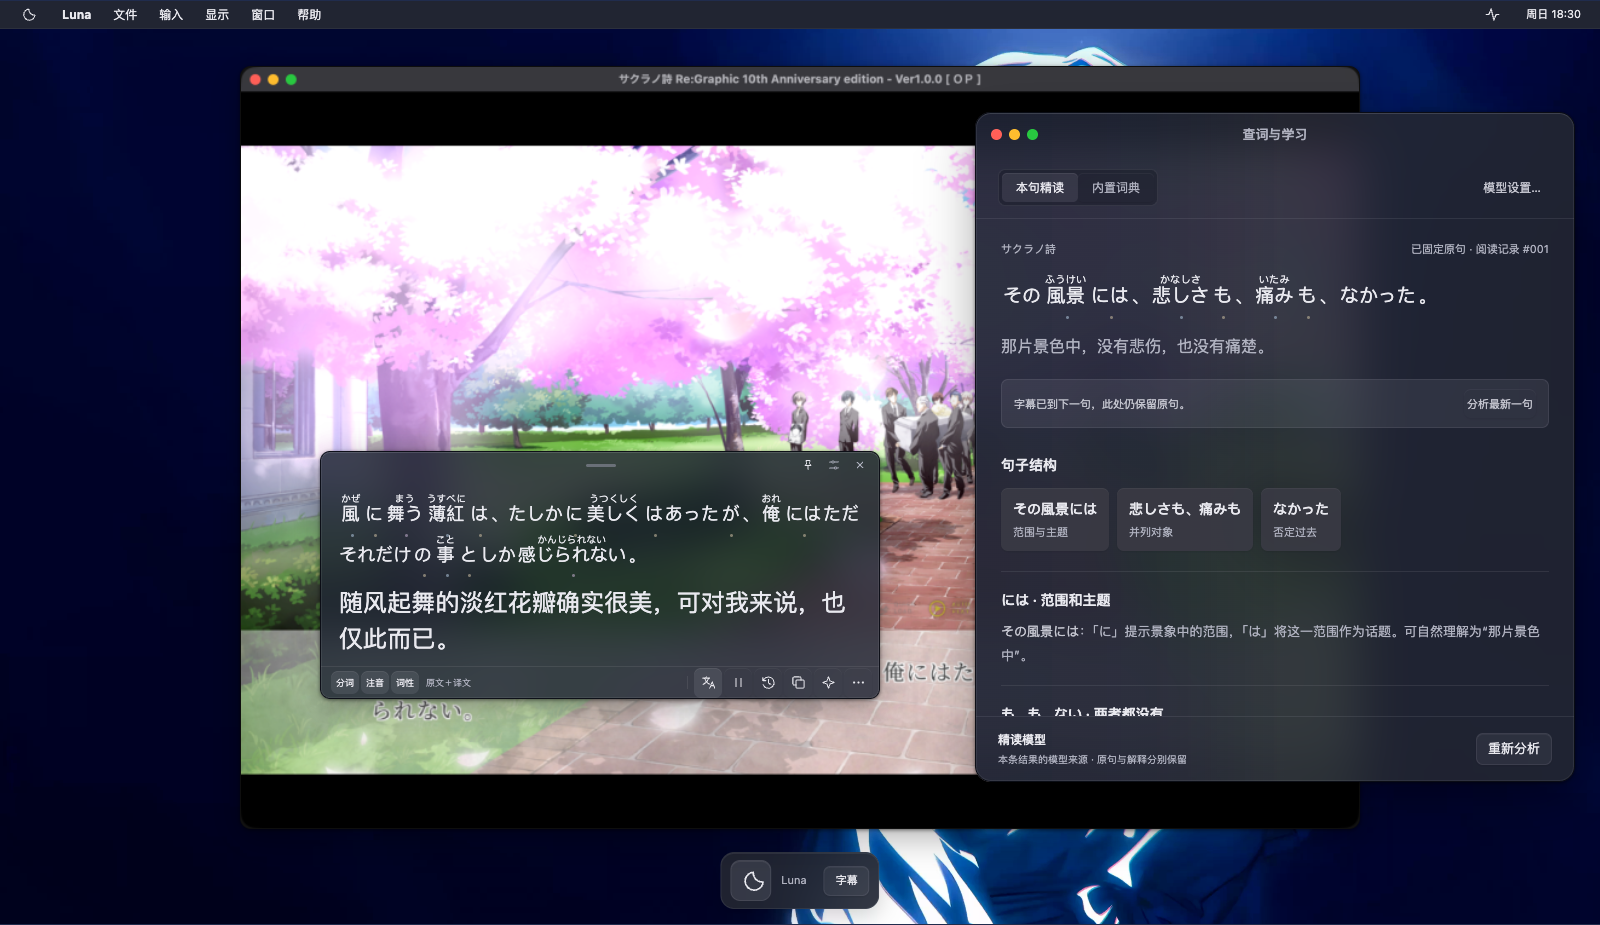 Luna 文件 输入 显示 窗口 帮助 周日 18:30
サクラノ詩 Re:Graphic 10th Anniversary edition - Ver1.0.0 [ O P ]
查词与学习
本句精读 内置词典 模型设置...
サクラノ詩 已固定原句 · 阅读记录 #001
ふうけい かなしさ いたみ
その風景には、悲しさも、痛みも、なかった。
那片景色中，没有悲伤，也没有痛楚。
字幕已到下一句，此处仍保留原句。 分析最新一句
句子结构
その風景には 悲しさも、痛みも なかった
范围与主题 并列对象 否定过去
には · 范围和主题
その風景には：「に」提示景象中的范围，「は」将这一范围作为话题。可自然理解为“那片景色
中”。
も…も…ない · 两者都没有
精读模型
本条结果的模型来源 · 原句与解释分别保留
重新分析
かぜ まう うすべに うつくしく おれ
風に舞う薄紅は、たしかに美しくはあったが、俺にはただ
こと かんじられない
それだけの事としか感じられない。
随风起舞的淡红花瓣确实很美，可对我来说，也
仅此而已。
分词 注音 词性 原文＋译文
俺にはた
られない。
Luna 字幕